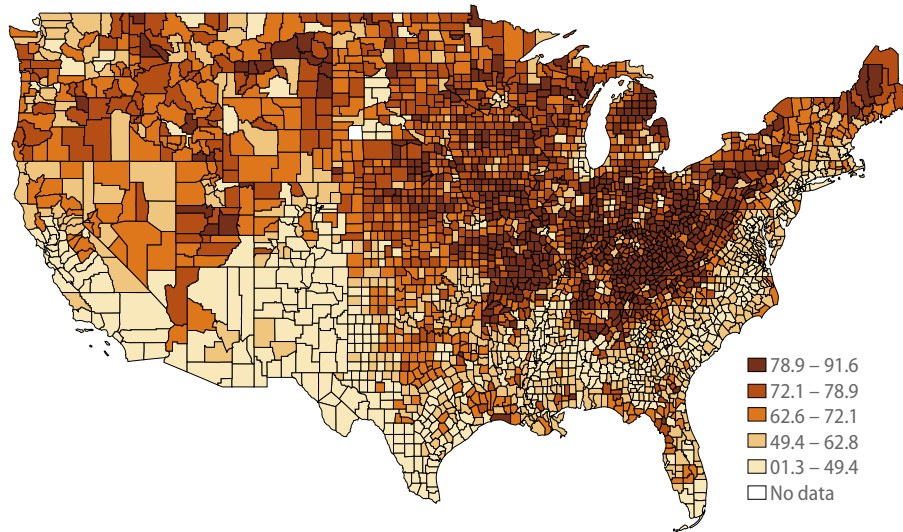 78.9 – 91.6
72.1 – 78.9
62.6 – 72.1
49.4 – 62.8
01.3 – 49.4
No data